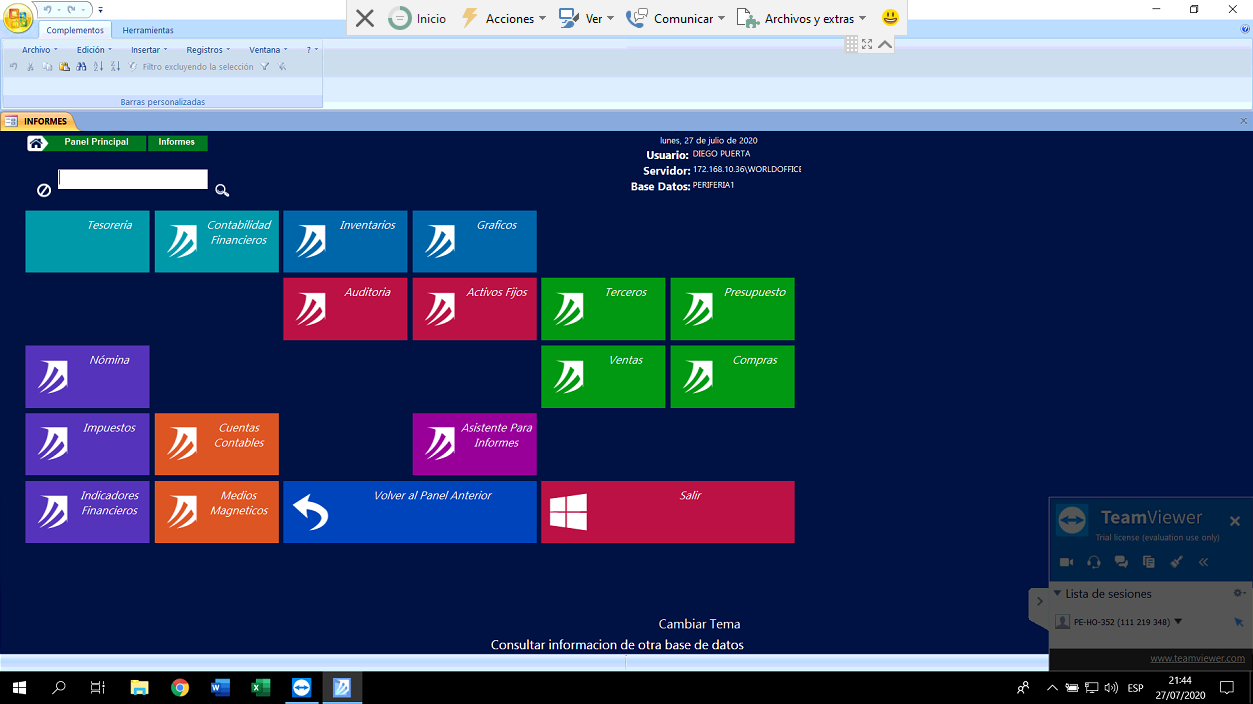 Inicio
Acciones
Ver
Comunicar
Archivos y extras
Complementos
Herramientas
Archivo
Edición
Insertar
Registros
Ventana
?
Filtro excluyendo la selección
Barras personalizadas
INFORMES
Panel Principal
Informes
lunes, 27 de julio de 2020
Usuario: DIEGO PUERTA
Servidor: 172.168.10.36\WORLDOFFICE
Base Datos: PERIFERIA1
Tesoreria
Contabilidad
Financieros
Inventarios
Graficos
Auditoria
Activos Fijos
Terceros
Presupuesto
Nómina
Ventas
Compras
Impuestos
Cuentas
Contables
Asistente Para
Informes
Indicadores
Financieros
Medios
Magneticos
Volver al Panel Anterior
Salir
TeamViewer
Trial license (evaluation use only)
Lista de sesiones
PE-HO-352 (111 219 348)
www.teamviewer.com
Cambiar Tema
Consultar informacion de otra base de datos
ESP
21:44
27/07/2020